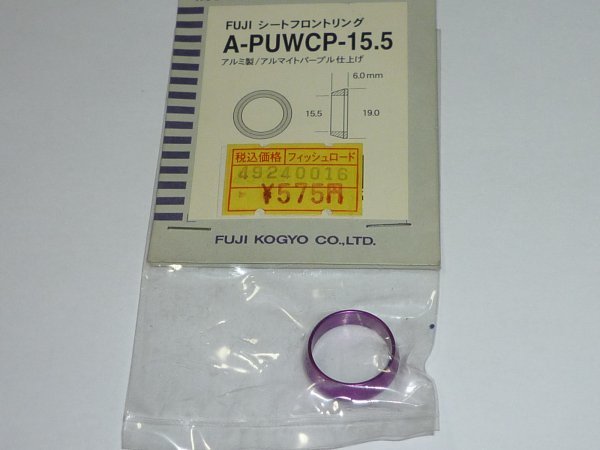 FUJI シートフロントリング
A-PUWCP-15.5
アルミ製/アルマイトパープル仕上げ
6.0mm
15.5
19.0
税込価格 フィッシュロード
49240016
¥575円
FUJI KOGYO CO.,LTD.